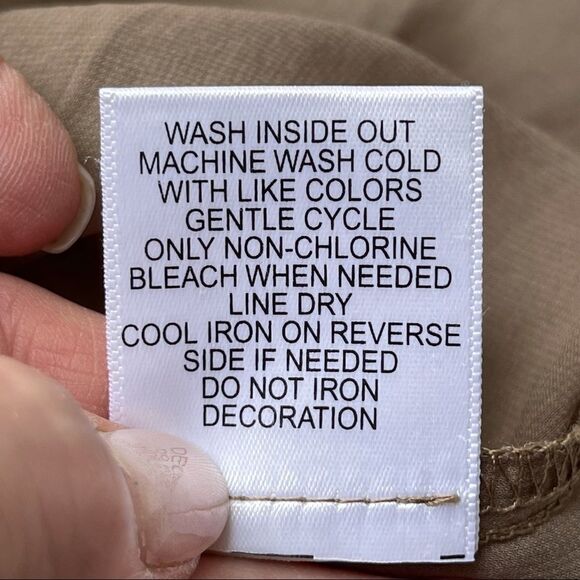 WASH INSIDE OUT
MACHINE WASH COLD
WITH LIKE COLORS
GENTLE CYCLE
ONLY NON-CHLORINE
BLEACH WHEN NEEDED
LINE DRY
COOL IRON ON REVERSE
SIDE IF NEEDED
DO NOT IRON
DECORATION